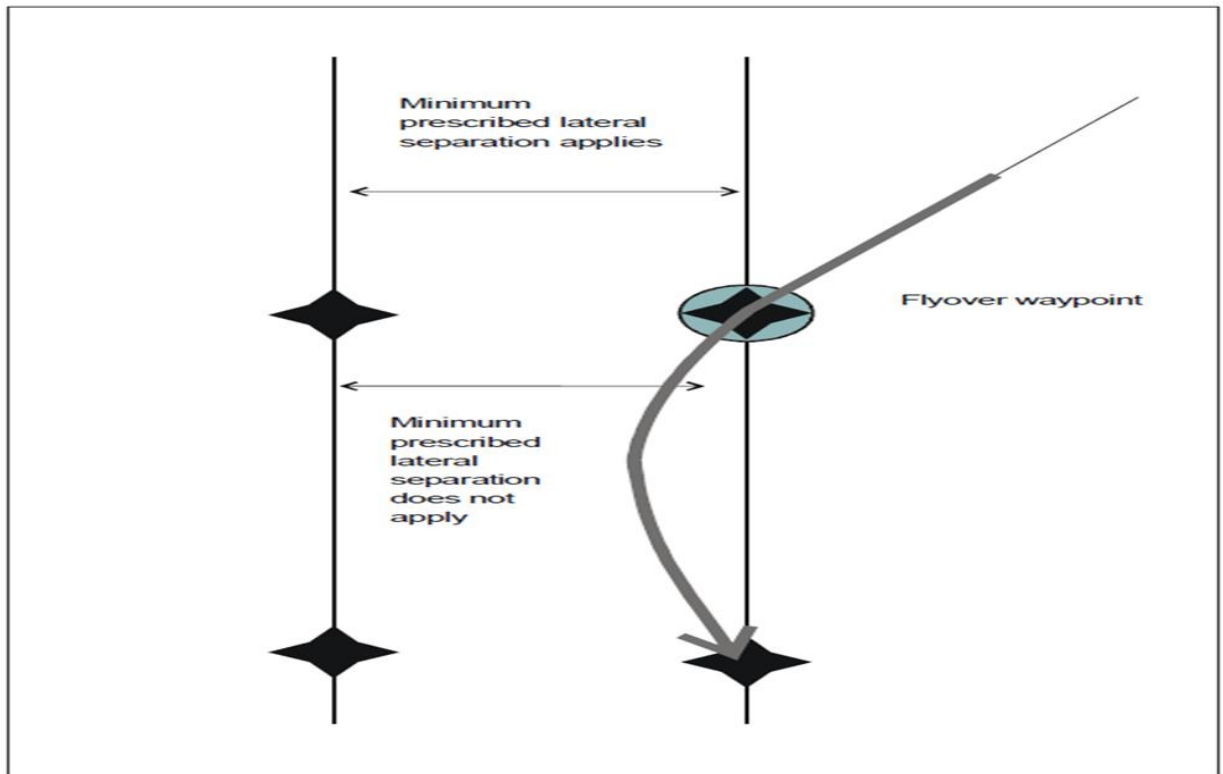 Minimum
prescribed lateral
separation applies
Flyover waypoint
Minimum
prescribed
lateral
separation
does not
apply